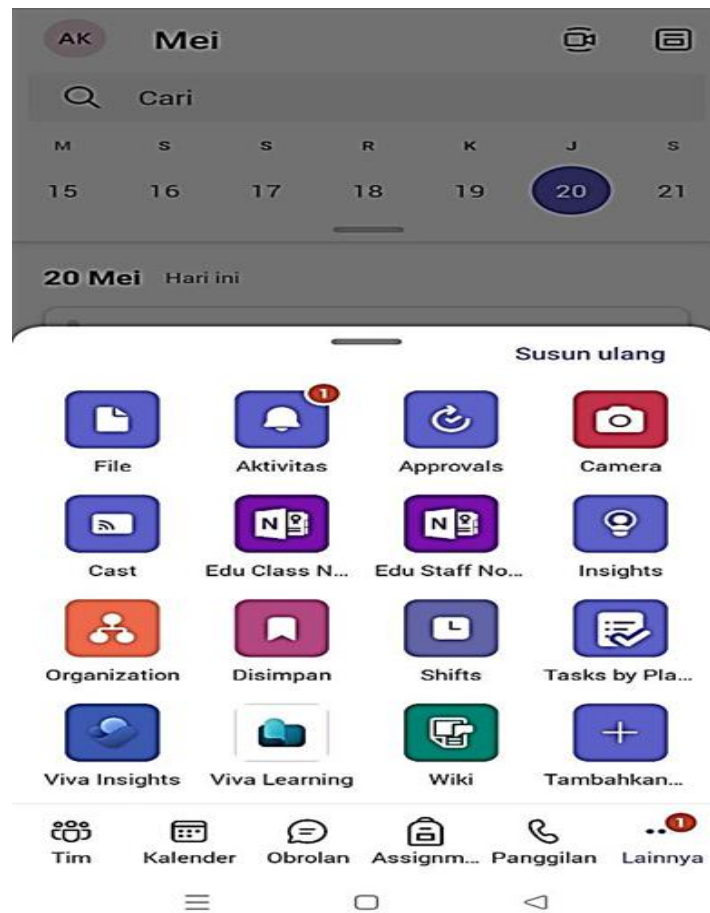 AK Mei
Cari
M S S R K J S
15 16 17 18 19 20 21
20 Mei Hari ini
Susun ulang
1
File Aktivitas Approvals Camera
Cast Edu Class N... Edu Staff No... Insights
Organization Disimpan Shifts Tasks by Pla...
Viva Insights Viva Learning Wiki Tambahkan...
1
Tim Kalender Obrolan Assignm... Panggilan Lainnya